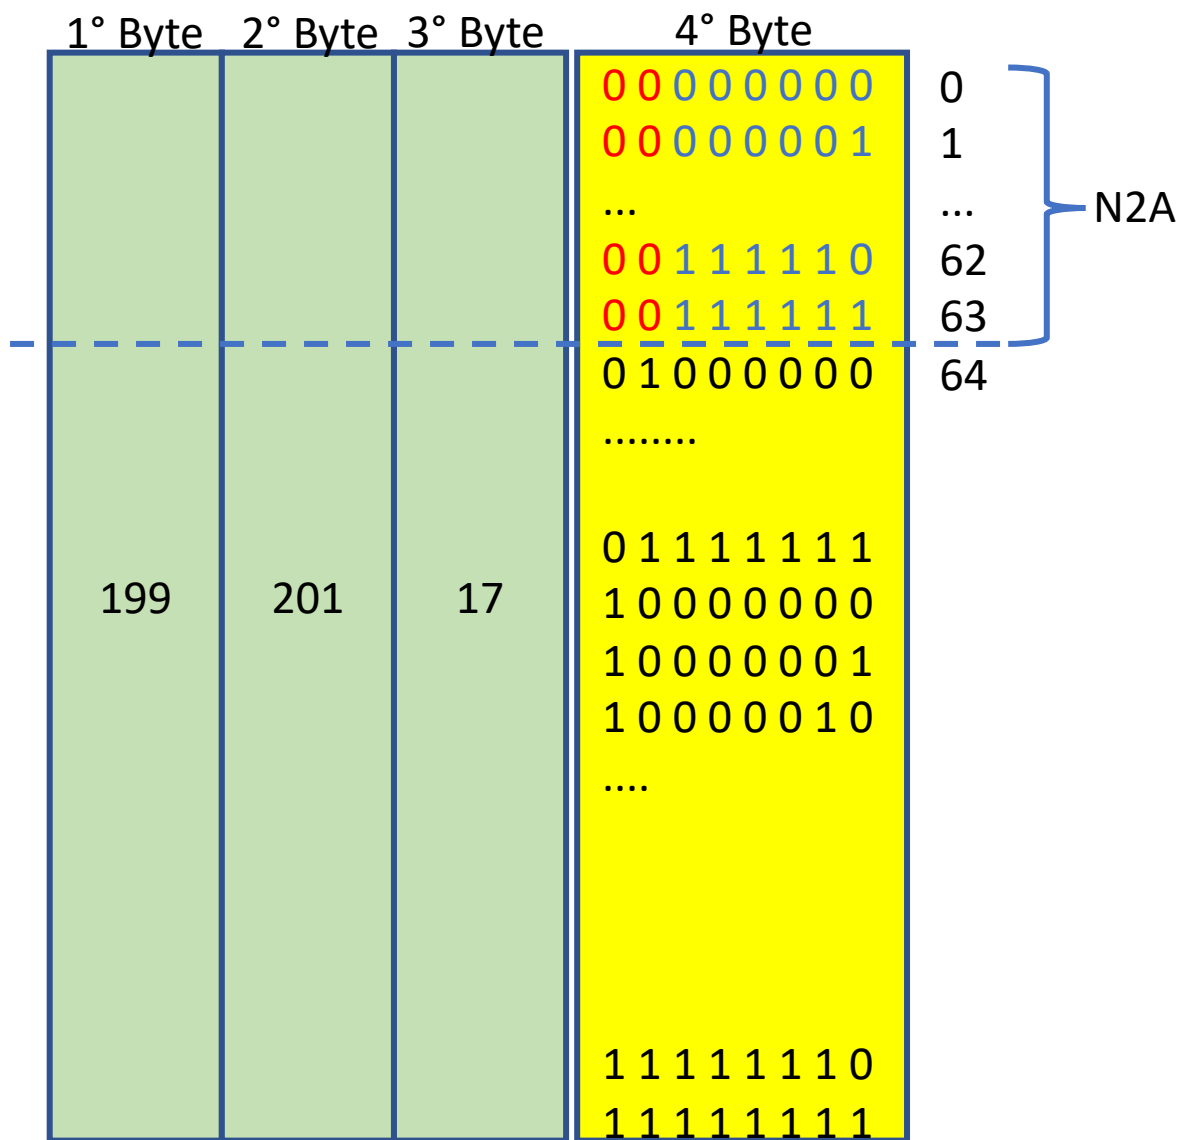 1° Byte 2° Byte 3° Byte 4° Byte
0 0 0 0 0 0 0 0 0
0 0 0 0 0 0 0 1 1
... ... N2A
0 0 1 1 1 1 1 0 62
0 0 1 1 1 1 1 1 63
0 1 0 0 0 0 0 0 64
........
0 1 1 1 1 1 1 1
199 201 17 1 0 0 0 0 0 0 0
1 0 0 0 0 0 0 1
1 0 0 0 0 0 1 0
....
1 1 1 1 1 1 1 0
1 1 1 1 1 1 1 1